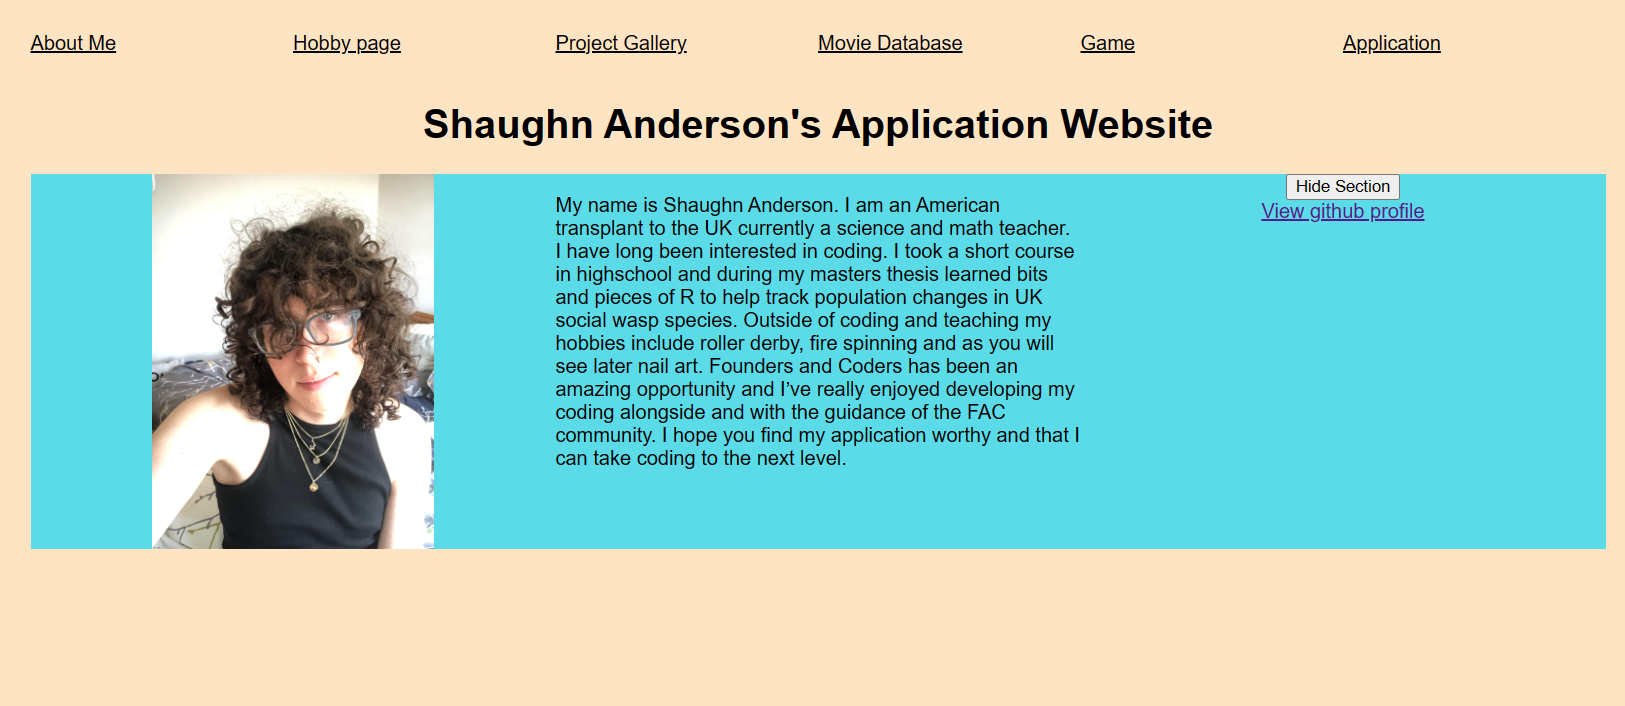 About Me
Hobby page
Project Gallery
Movie Database
Game
Application
Shaughn Anderson's Application Website
My name is Shaughn Anderson. I am an American
transplant to the UK currently a science and math teacher.
I have long been interested in coding. I took a short course
in highschool and during my masters thesis learned bits
and pieces of R to help track population changes in UK
social wasp species. Outside of coding and teaching my
hobbies include roller derby, fire spinning and as you will
see later nail art. Founders and Coders has been an
amazing opportunity and I’ve really enjoyed developing my
coding alongside and with the guidance of the FAC
community. I hope you find my application worthy and that I
can take coding to the next level.
Hide Section
View github profile